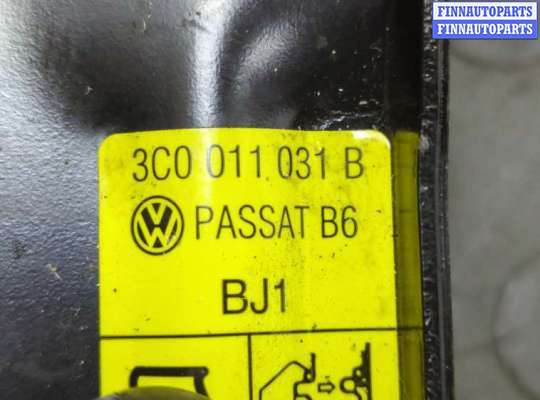 FINNAUTOPARTS
FINNAUTOPARTS
3C0 011 031 B
PASSAT B6
BJ1